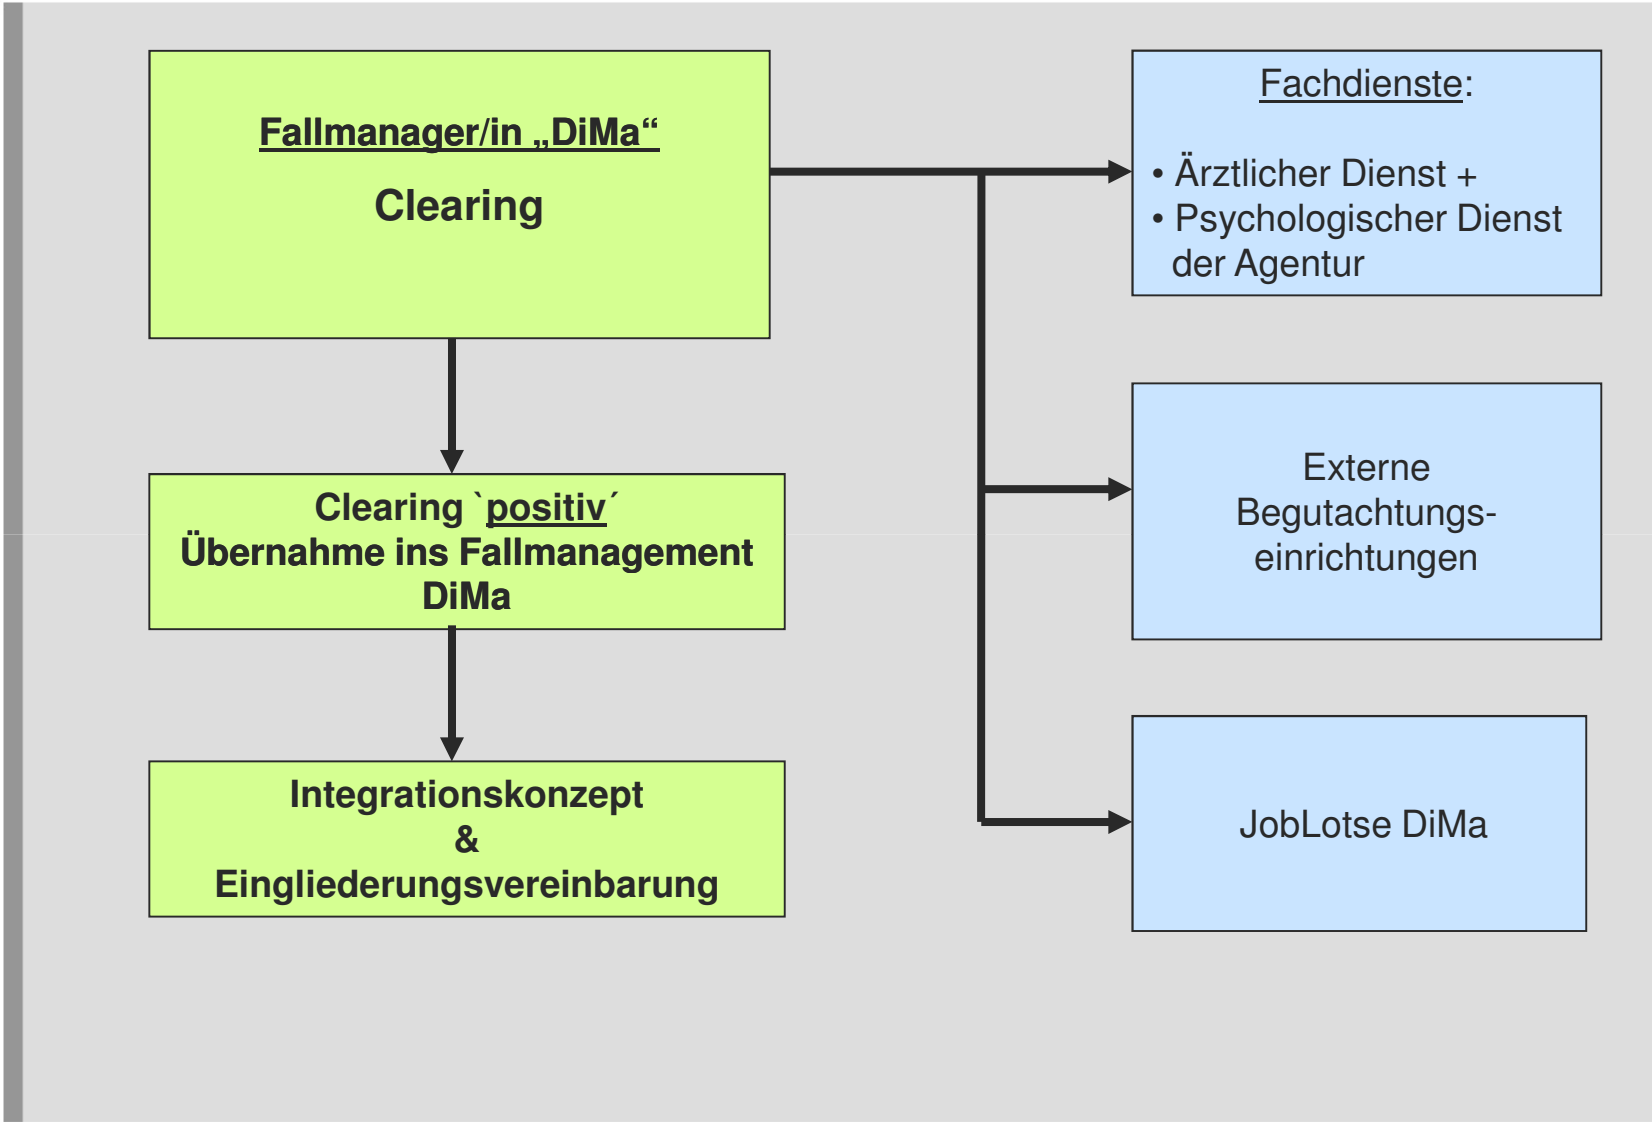 Fallmanager/in „DiMa“
Clearing
Clearing `positiv´
Übernahme ins Fallmanagement
DiMa
Integrationskonzept
&
Eingliederungsvereinbarung
Fachdienste:
• Ärztlicher Dienst +
• Psychologischer Dienst
der Agentur
Externe
Begutachtungs-
einrichtungen
JobLotse DiMa